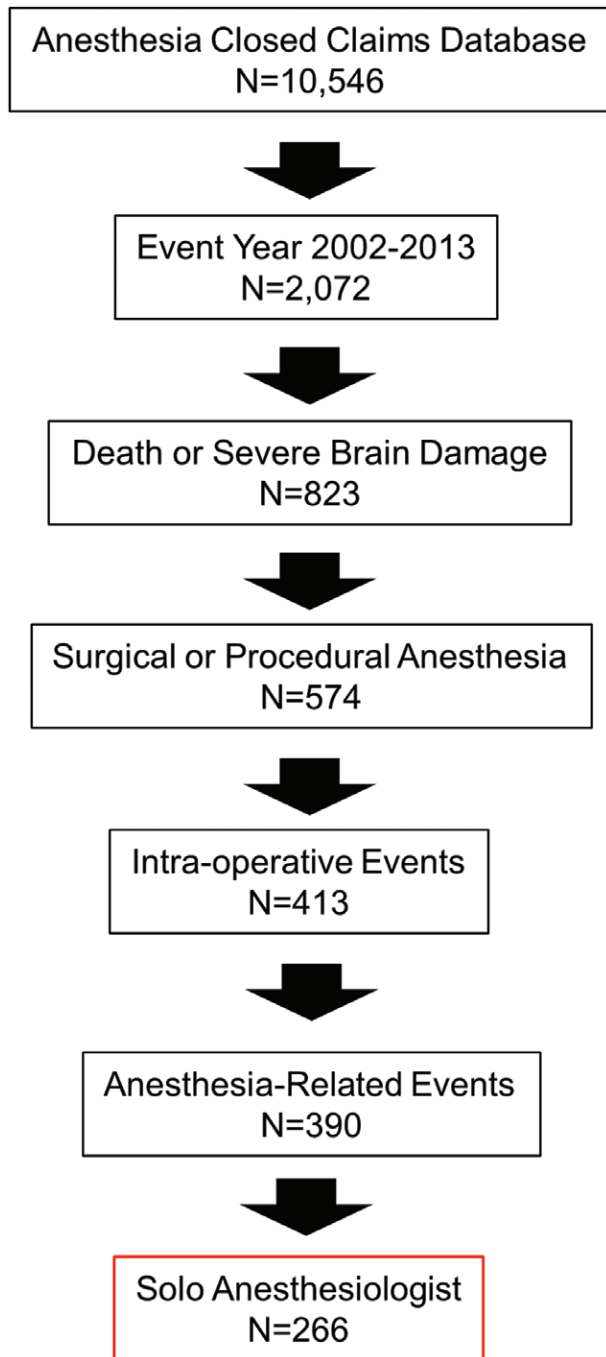 Anesthesia Closed Claims Database
N=10,546
Event Year 2002-2013
N=2,072
Death or Severe Brain Damage
N=823
Surgical or Procedural Anesthesia
N=574
Intra-operative Events
N=413
Anesthesia-Related Events
N=390
Solo Anesthesiologist
N=266